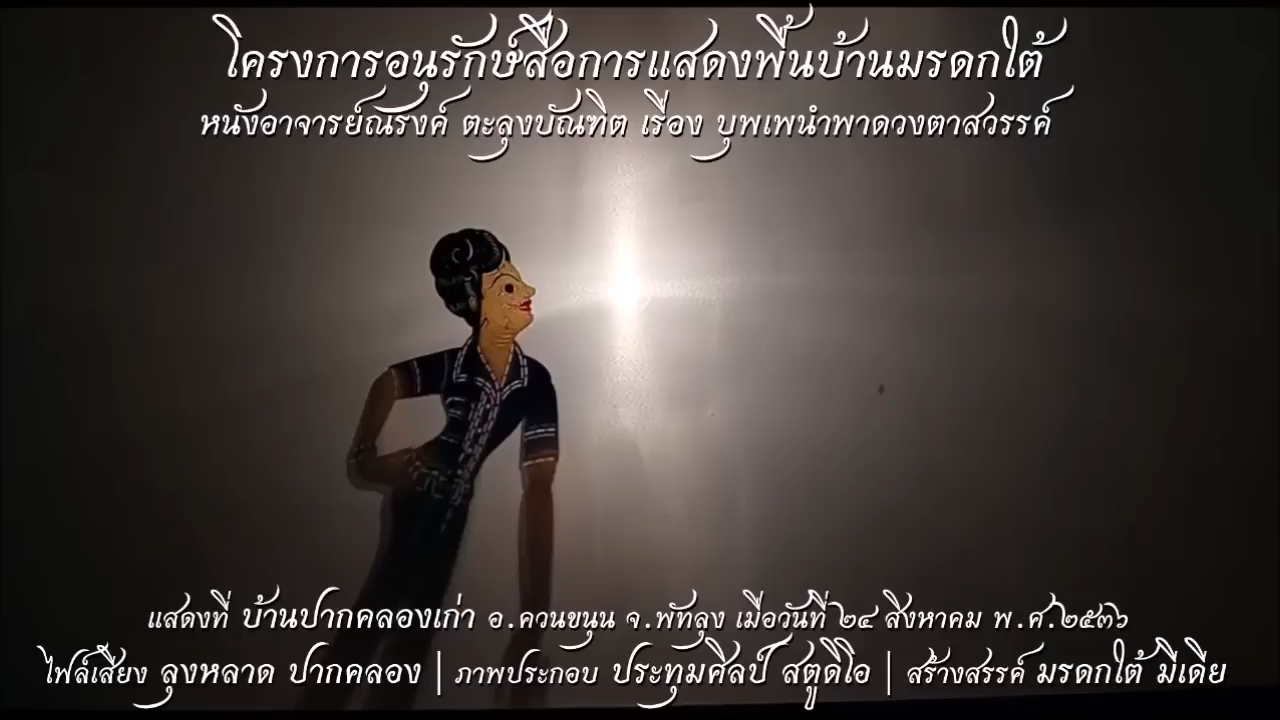 โครงการอนุรักษ์สื่อการแสดงพื้นบ้านมรดกใต้
หนังอาจารย์ณรงค์ ตะลุงบัณฑิต เรื่อง บุพเพนำพาดวงตาสวรรค์
แสดงที่ บ้านปากคลองเก่า อ.ควนขนุน จ.พัทลุง เมื่อวันที่ ๒๔ สิงหาคม พ.ศ.๒๕๓๖
ไฟล์เสียง ลุงหลาด ปากคลอง | ภาพประกอบ ประทุมศิลป์ สตูดิโอ | สร้างสรรค์ มรดกใต้ มีเดีย